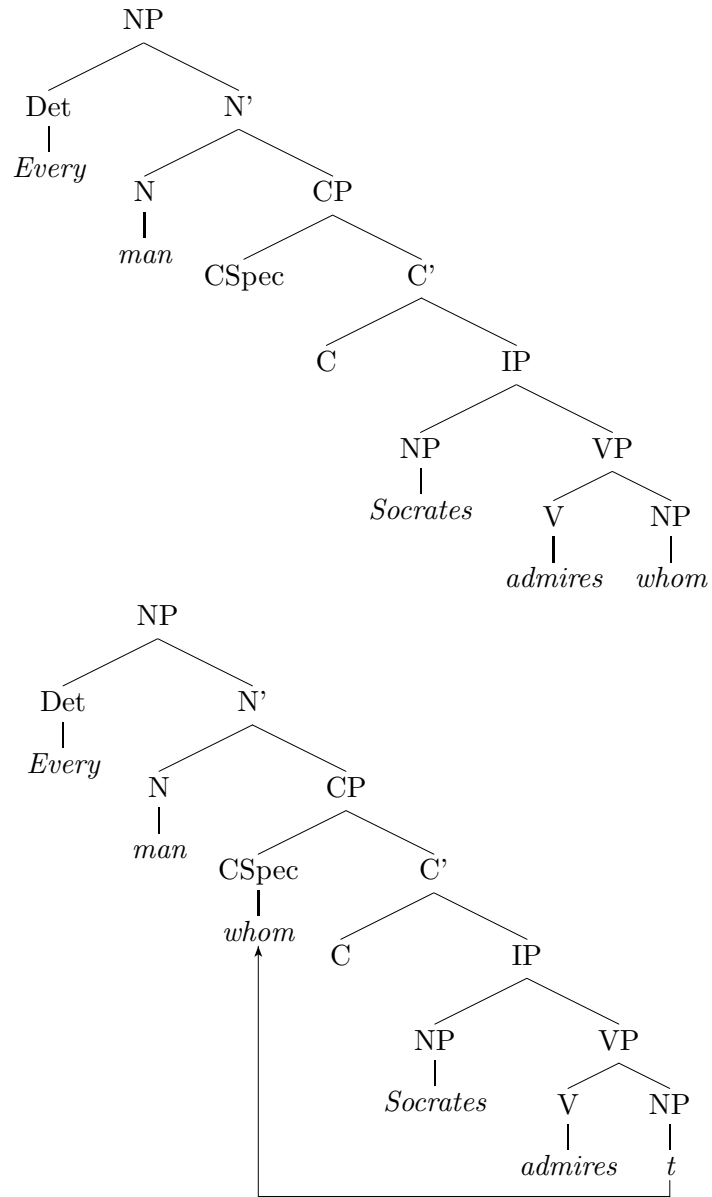 NP
Det N'
Every
N CP
man
CSpec C'
C IP
NP VP
Socrates
V NP
admires whom
NP
Det N'
Every
N CP
man
CSpec C'
whom
C IP
NP VP
Socrates
V NP
admires t